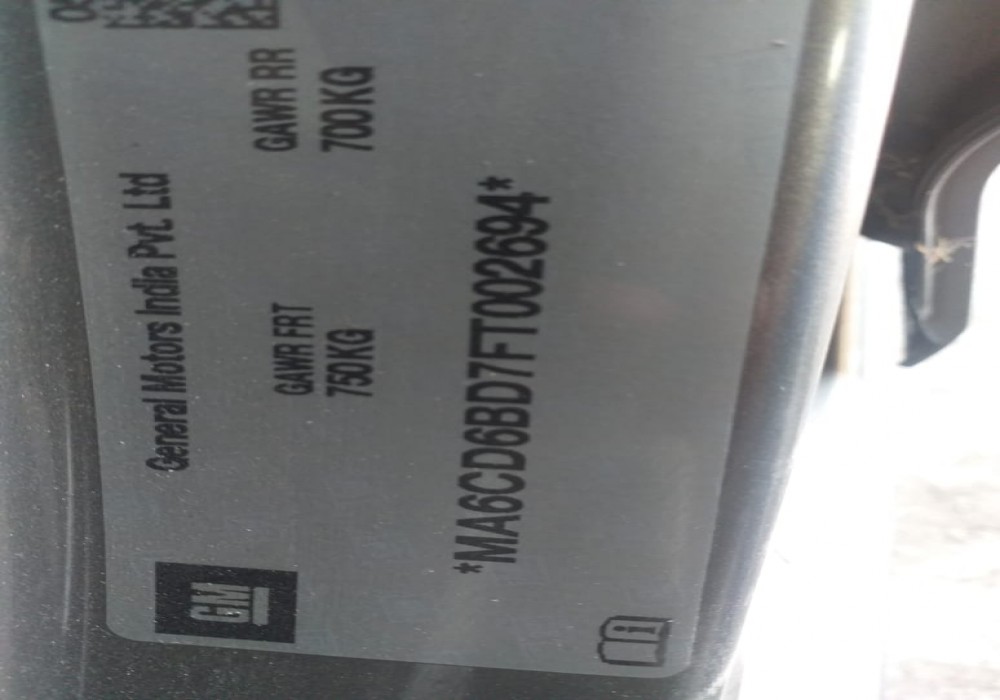 GM
General Motors India Pvt. Ltd
GAWR FRT GAWR RR
750KG 700KG
*MA6CD6BD7FT002694*